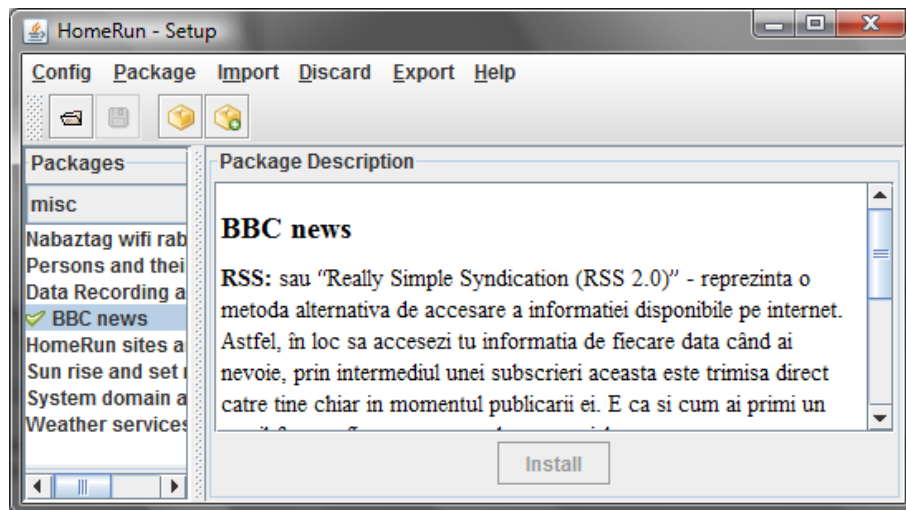 HomeRun - Setup
Config Package Import Discard Export Help
Packages
misc
Nabaztag wifi rab
Persons and thei
Data Recording a
BBC news
HomeRun sites a
Sun rise and set
System domain a
Weather services
Package Description
BBC news
RSS: sau “Really Simple Syndication (RSS 2.0)” - reprezinta o
metoda alternativa de accesare a informatiei disponibile pe internet.
Astfel, în loc sa accesezi tu informatia de fiecare data când ai
nevoie, prin intermediul unei subscrieri aceasta este trimisa direct
catre tine chiar in momentul publicarii ei. E ca si cum ai primi un
Install